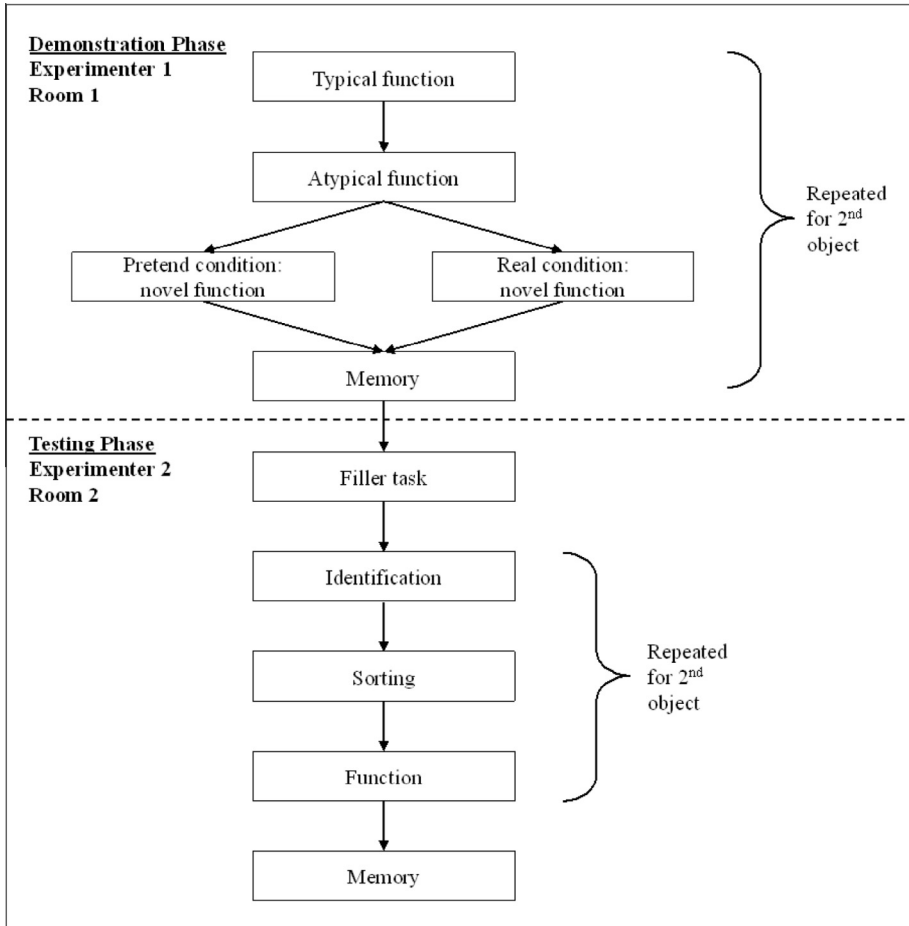 Demonstration Phase
Experimenter 1
Room 1
Typical function
Atypical function
Pretend condition:
novel function
Real condition:
novel function
Memory
Repeated
for 2nd
object
Testing Phase
Experimenter 2
Room 2
Filler task
Identification
Sorting
Function
Memory
Repeated
for 2nd
object